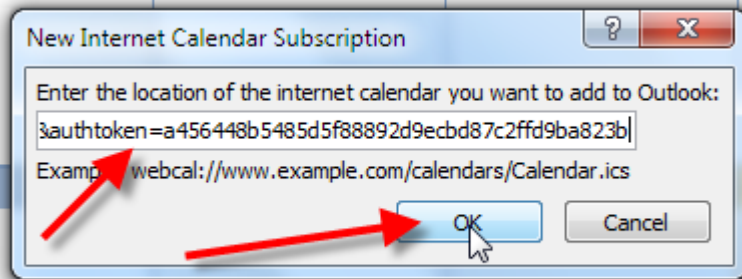 New Internet Calendar Subscription
Enter the location of the internet calendar you want to add to Outlook:
&authtoken=a456448b5485d5f88892d9ecbd87c2ffd9ba823b
webcal://www.example.com/calendars/Calendar.ics
OK
Cancel